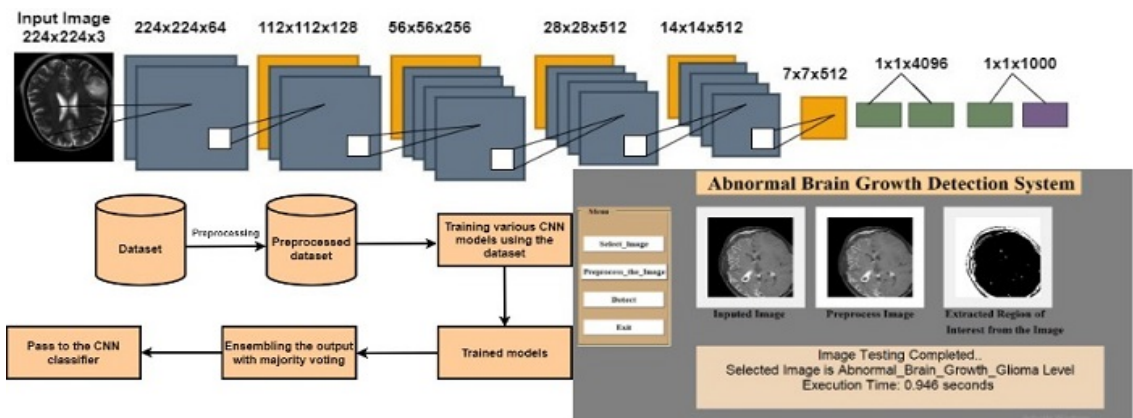 Input Image
224x224x3
224x224x64
112x112x128
56x56x256
28x28x512
14x14x512
7x7x512
1x1x4096
1x1x1000
Dataset
Preprocessing
Preprocessed
dataset
Training various CNN
models using the
dataset
Trained models
Ensembling the output
with majority voting
Pass to the CNN
classifier
Abnormal Brain Growth Detection System
Menu
Select_Image
Preprocess_the_Image
Detect
Exit
Inputed Image
Preprocess Image
Extracted Region of
Interest from the Image
Image Testing Completed..
Selected Image is Abnormal_Brain_Growth_Glioma Level
Execution Time: 0.946 seconds